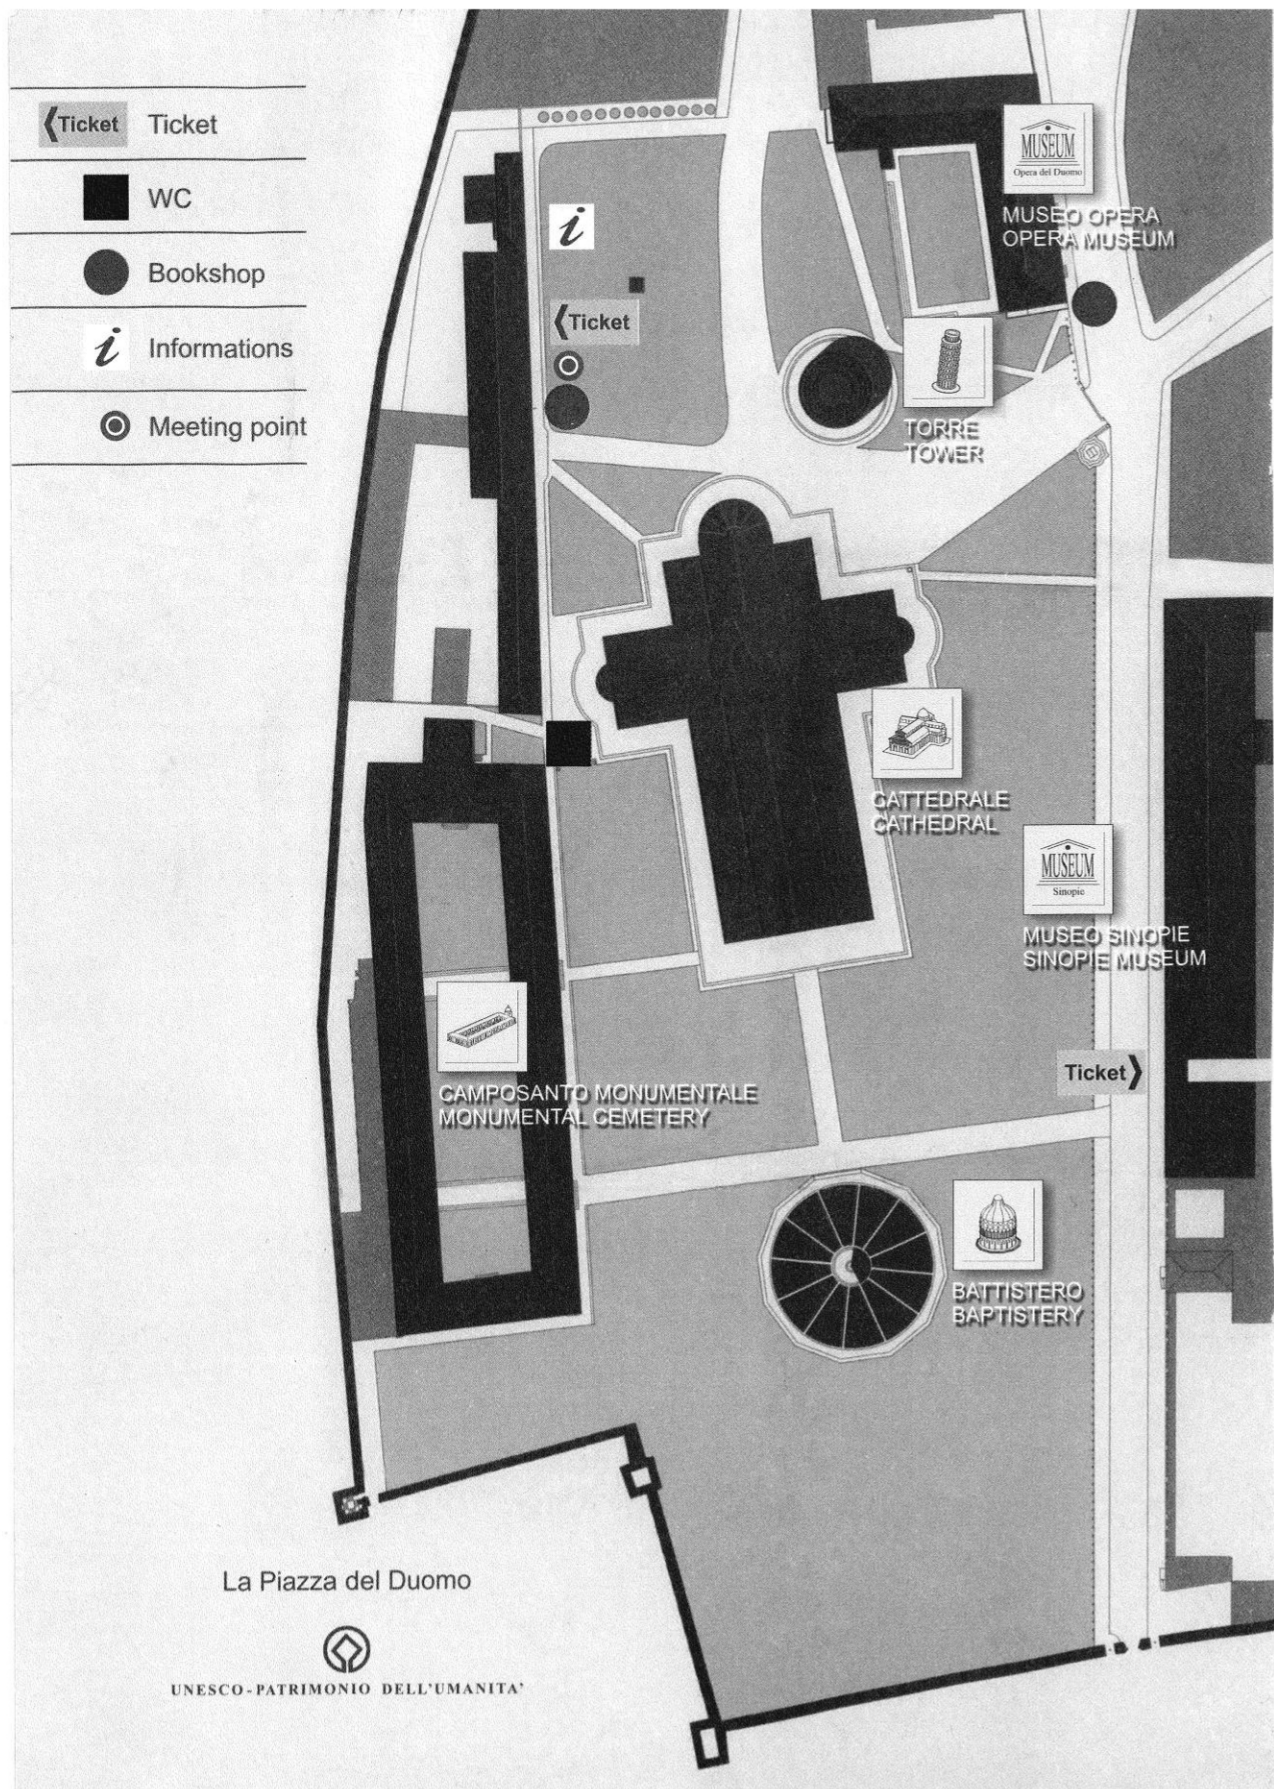 Ticket Ticket
WC
Bookshop
i Informations
Meeting point
MUSEUM
Opera del Duomo
MUSEO OPERA
OPERA MUSEUM
i
Ticket
TORRE
TOWER
CATTEDRALE
CATHEDRAL
MUSEUM
Sinopie
MUSEO SINOPIE
SINOPIE MUSEUM
Ticket
CAMPOSANTO MONUMENTALE
MONUMENTAL CEMETERY
BATTISTERO
BAPTISTERY
La Piazza del Duomo
UNESCO-PATRIMONIO DELL'UMANITA'